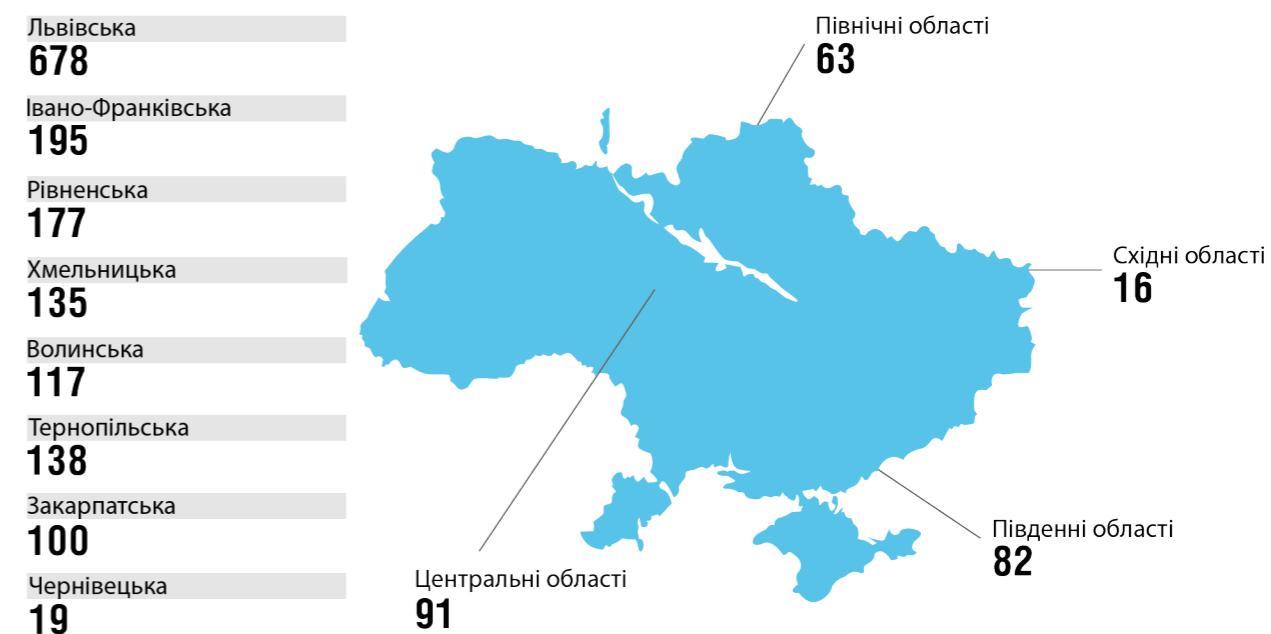 Львівська
678
Івано-Франківська
195
Рівненська
177
Хмельницька
135
Волинська
117
Тернопільська
138
Закарпатська
100
Чернівецька
19
Північні області
63
Східні області
16
Південні області
82
Центральні області
91